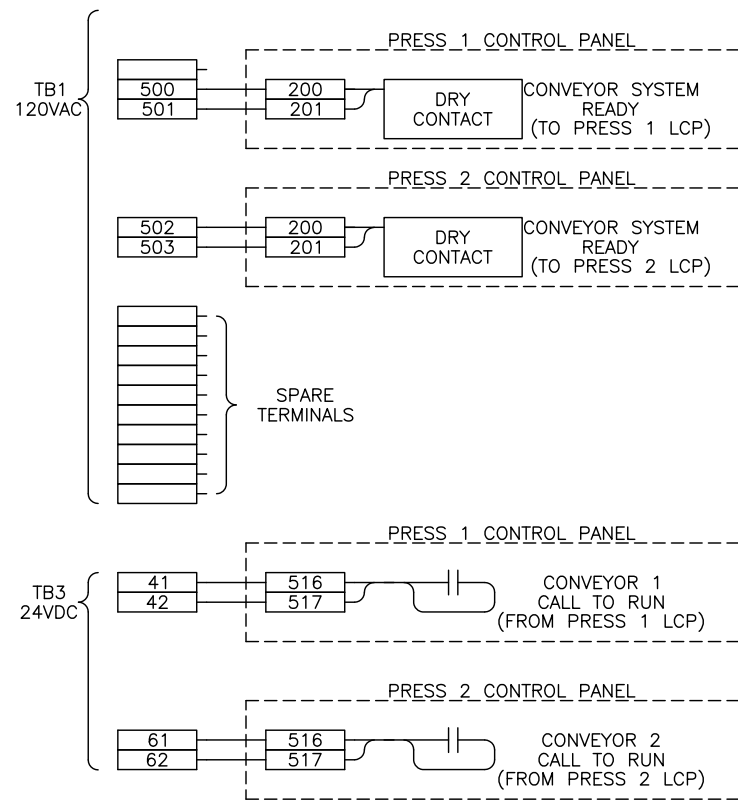 PRESS 1 CONTROL PANEL
TB1
120VAC
500
501
200
201
DRY
CONTACT
CONVEYOR SYSTEM
READY
(TO PRESS 1 LCP)
PRESS 2 CONTROL PANEL
502
503
200
201
DRY
CONTACT
CONVEYOR SYSTEM
READY
(TO PRESS 2 LCP)
SPARE
TERMINALS
PRESS 1 CONTROL PANEL
TB3
24VDC
41
42
516
517
CONVEYOR 1
CALL TO RUN
(FROM PRESS 1 LCP)
PRESS 2 CONTROL PANEL
61
62
516
517
CONVEYOR 2
CALL TO RUN
(FROM PRESS 2 LCP)